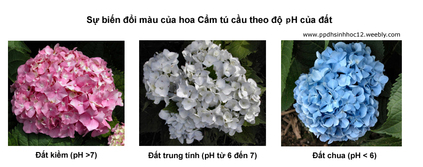 Sự biến đổi màu của hoa Cẩm tú cầu theo độ pH của đất
www.ppdhsinhhoc12.weebly.com
Đất kiềm (pH >7)
Đất trung tính (pH từ 6 đến 7)
Đất chua (pH < 6)